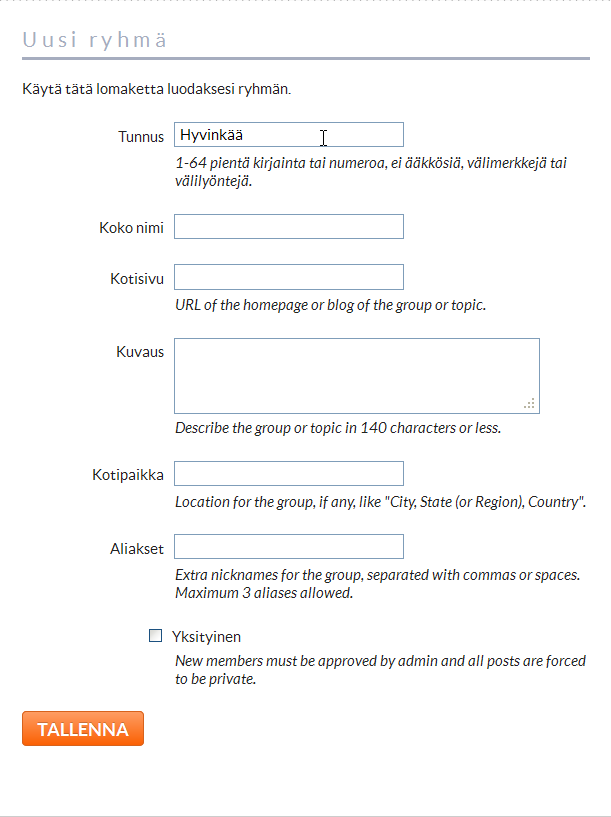 Uusi ryhmä
Käytä tätä lomaketta luodaksesi ryhmän.
Tunnus
Hyvinkää
1-64 pientä kirjainta tai numeroa, ei ääkkösiä, välimerkkejä tai
välilyöntejä.
Koko nimi
Kotisivu
URL of the homepage or blog of the group or topic.
Kuvaus
Describe the group or topic in 140 characters or less.
Kotipaikka
Location for the group, if any, like "City, State (or Region), Country".
Aliakset
Extra nicknames for the group, separated with commas or spaces.
Maximum 3 aliases allowed.
Yksityinen
New members must be approved by admin and all posts are forced
to be private.
TALLENNA